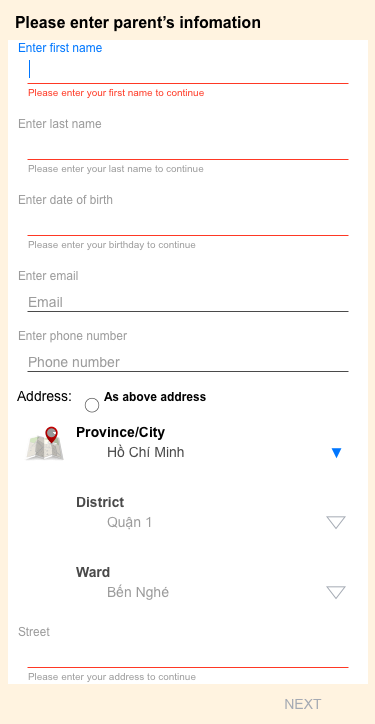 Please enter parent's infomation
Enter first name
Please enter your first name to continue
Enter last name
Please enter your last name to continue
Enter date of birth
Please enter your birthday to continue
Enter email
Email
Enter phone number
Phone number
Address: As above address
Province/City
Hồ Chí Minh
District
Quận 1
Ward
Bến Nghé
Street
Please enter your address to continue
NEXT